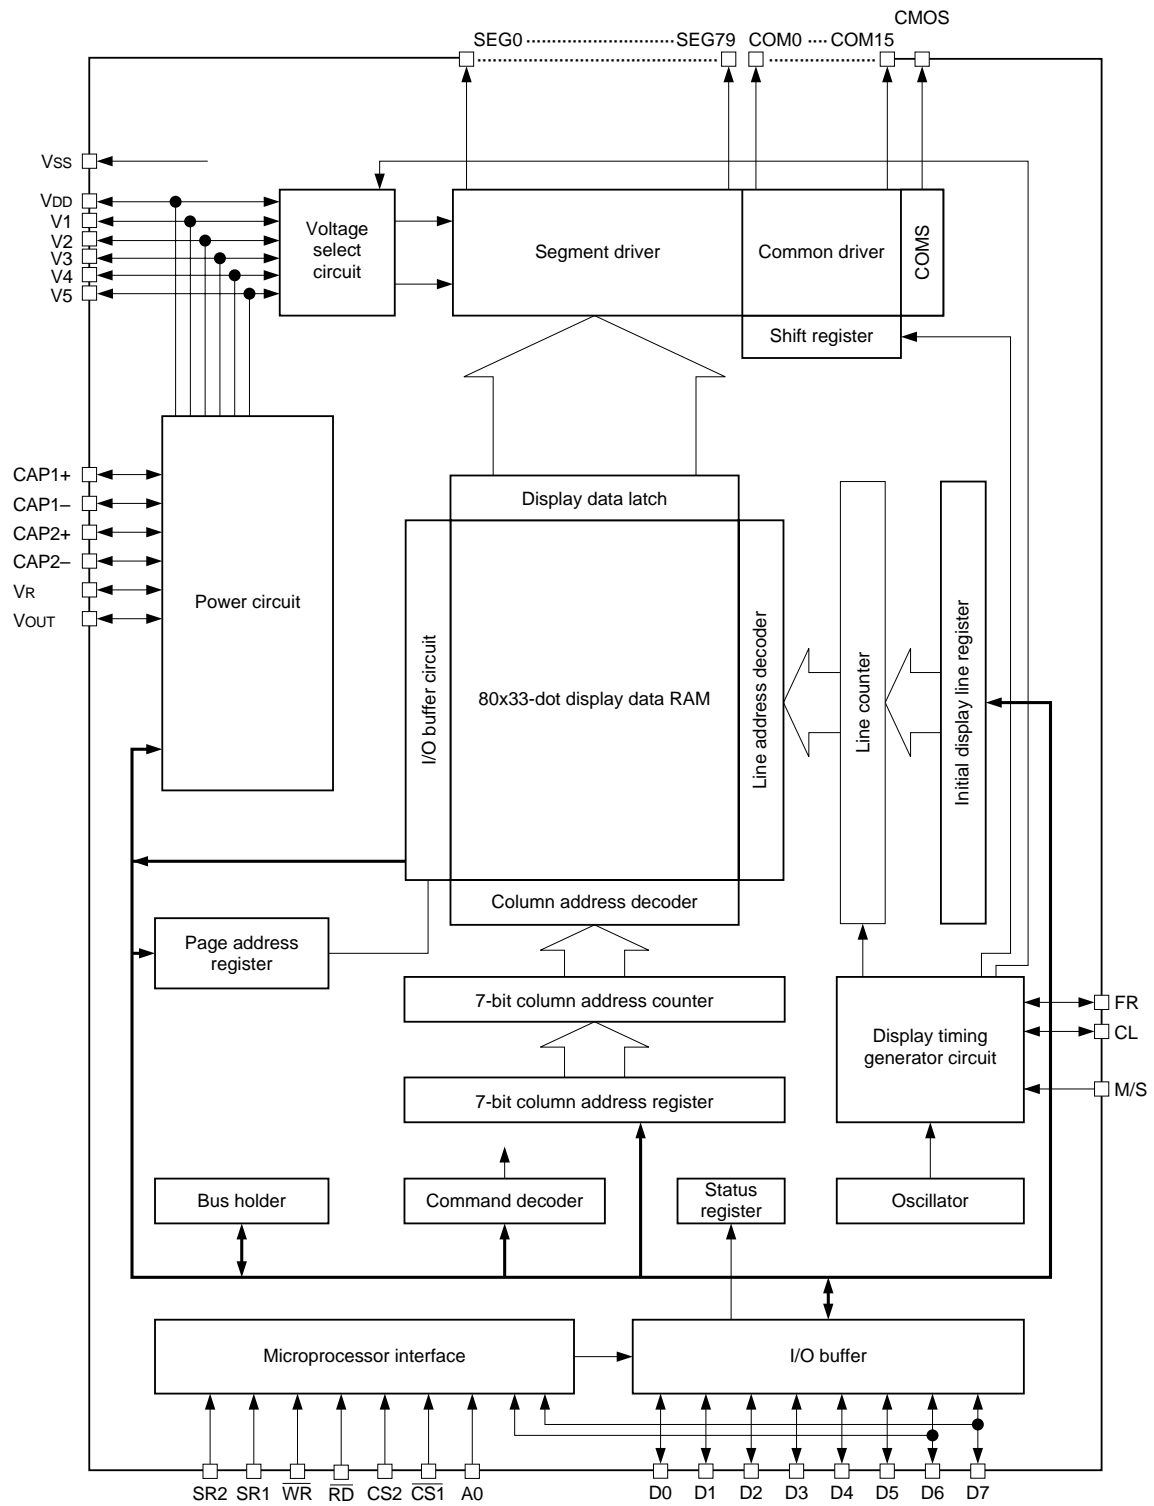 CMOS
SEG0 SEG79 COM0 COM15
VSS
VDD
V1
V2
V3
V4
V5
Voltage
select
circuit
Segment driver
Common driver
COMS
Shift register
CAP1+
CAP1–
CAP2+
CAP2–
VR
VOUT
Power circuit
Display data latch
I/O buffer circuit
80x33-dot display data RAM
Line address decoder
Line counter
Initial display line register
Column address decoder
Page address
register
7-bit column address counter
Display timing
generator circuit
FR
CL
M/S
7-bit column address register
Bus holder
Command decoder
Status
register
Oscillator
Microprocessor interface
I/O buffer
SR2 SR1 WR RD CS2 CS1 A0 D0 D1 D2 D3 D4 D5 D6 D7